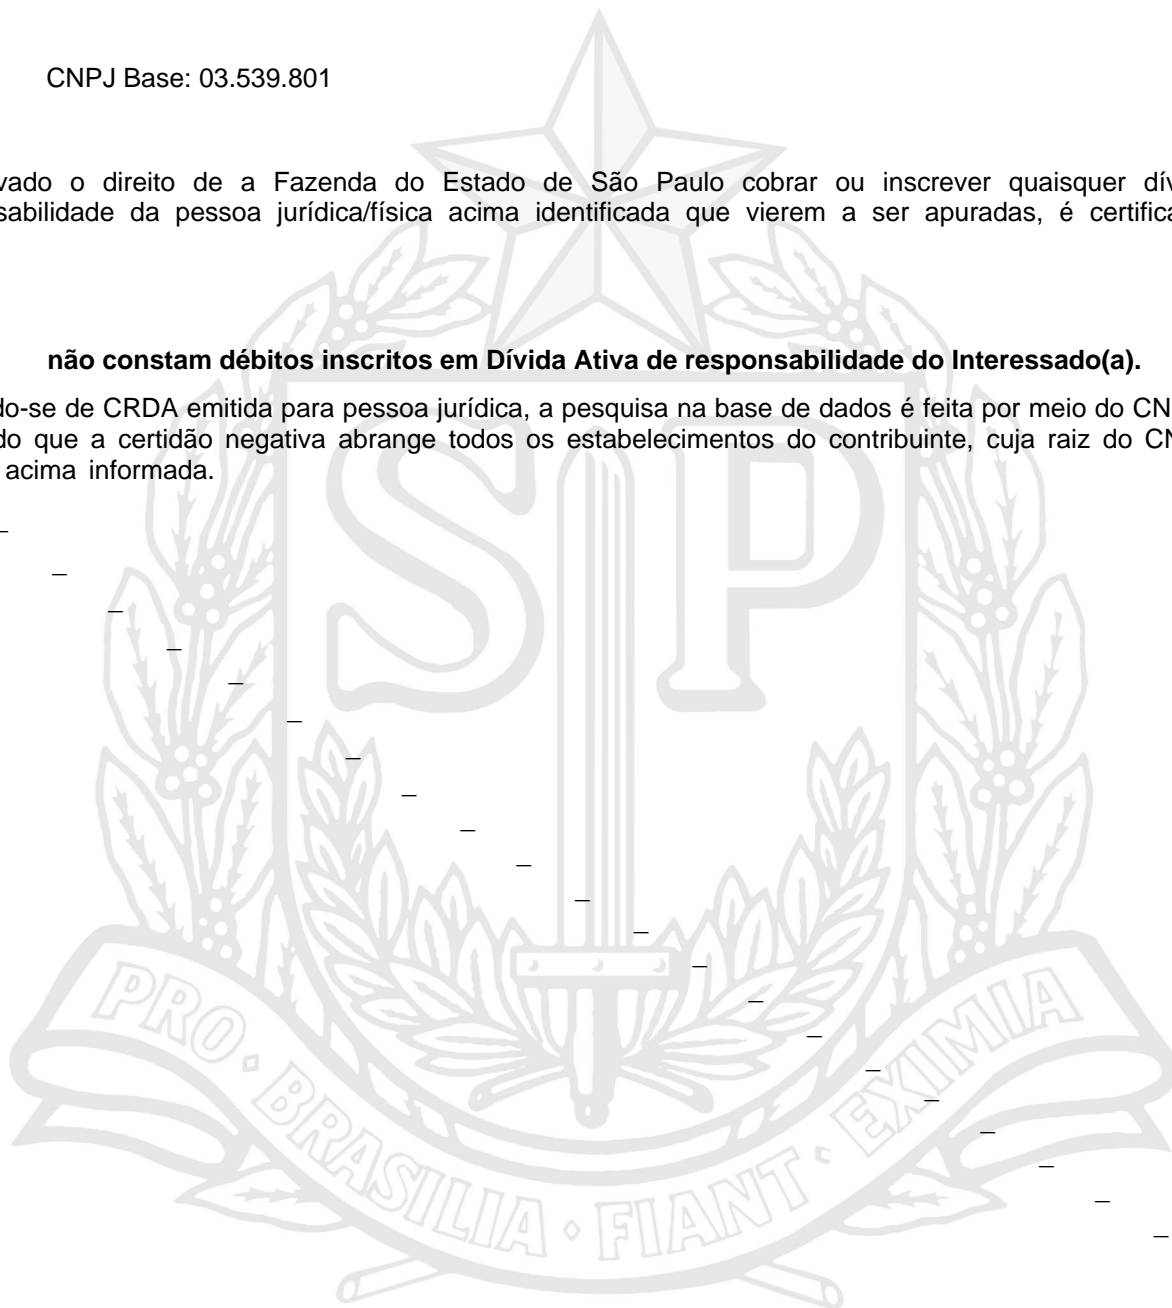 CNPJ Base: 03.539.801
vado o direito de a Fazenda do Estado de São Paulo cobrar ou inscrever quaisquer dív
sabilidade da pessoa jurídica/física acima identificada que vierem a ser apuradas, é certifica
não constam débitos inscritos em Dívida Ativa de responsabilidade do Interessado(a).
do-se de CRDA emitida para pessoa jurídica, a pesquisa na base de dados é feita por meio do CN
do que a certidão negativa abrange todos os estabelecimentos do contribuinte, cuja raiz do CN
acima informada.
SP
PRO • BRASILIA • FIANT • EXIMIA